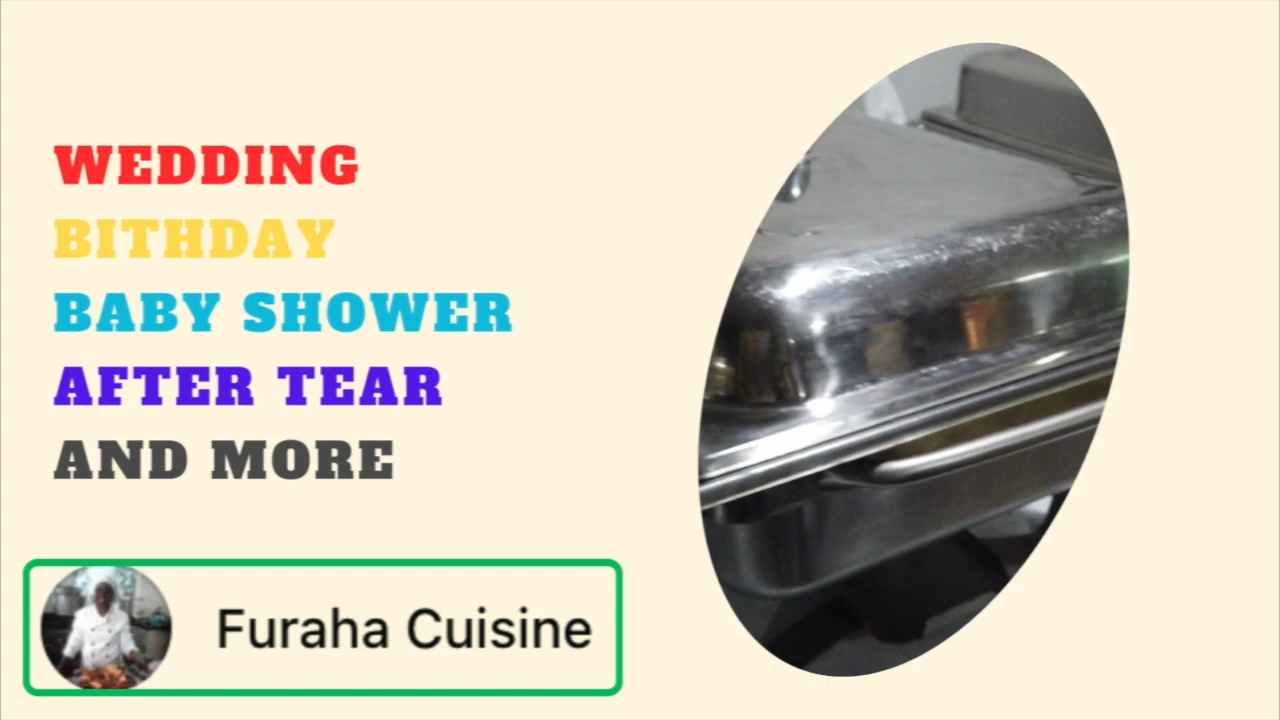 WEDDING
BITHDAY
BABY SHOWER
AFTER TEAR
AND MORE
Furaha Cuisine